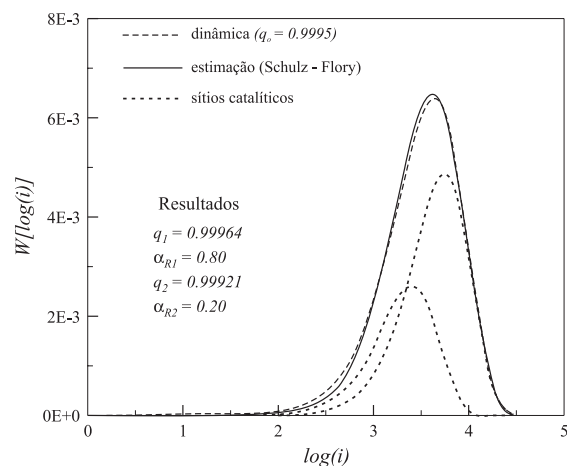 8E-3
6E-3
4E-3
2E-3
0E+0
W[log(i)]
dinâmica (qₒ = 0.9995)
estimação (Schulz - Flory)
sítios catalíticos
Resultados
q₁ = 0.99964
α_R1 = 0.80
q₂ = 0.99921
α_R2 = 0.20
0 1 2 3 4 5
log(i)